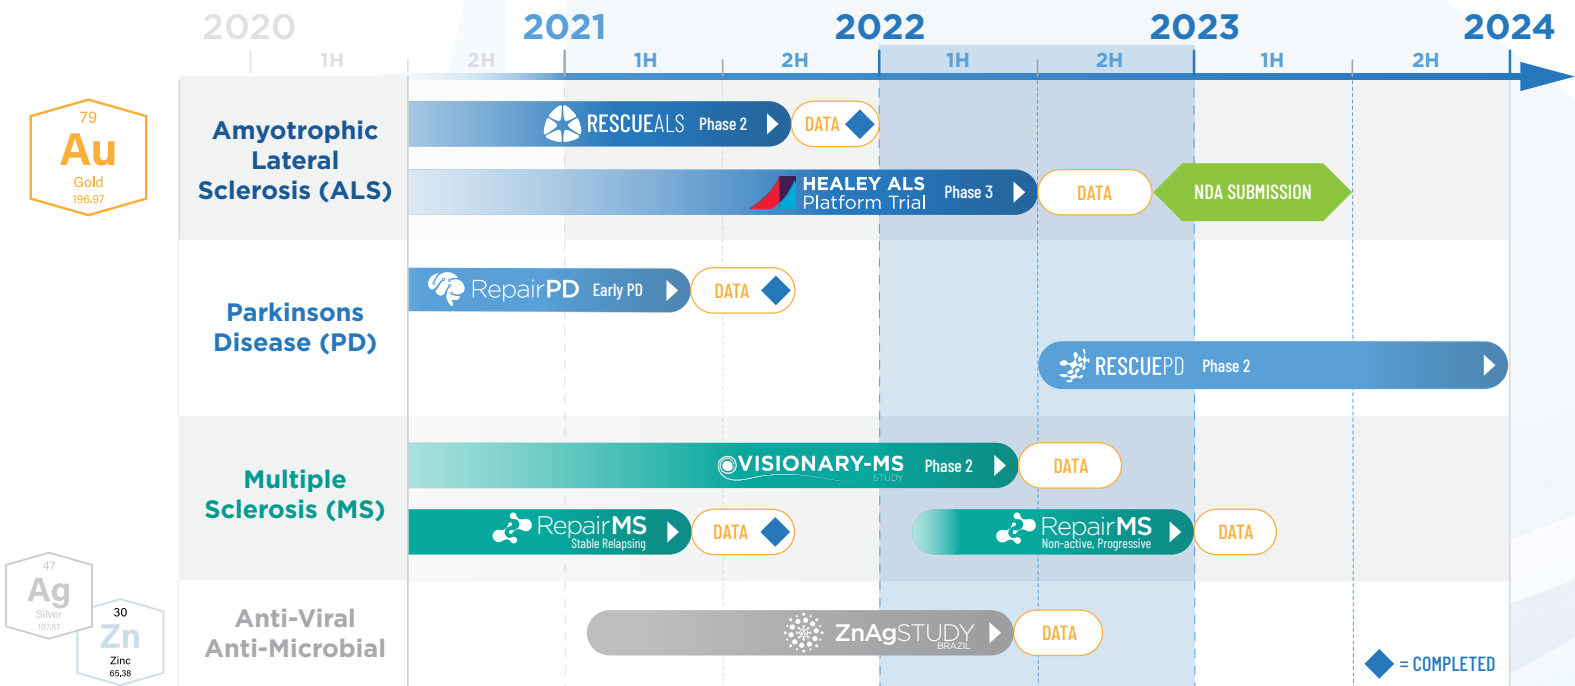 2020
2021
2022
2023
2024
1H
2H
1H
2H
1H
2H
1H
2H
79
Au
Gold
196.97
Amyotrophic
Lateral
Sclerosis (ALS)
RESCUEALS Phase 2
DATA
HEALEY ALS
Platform Trial
Phase 3
DATA
NDA SUBMISSION
Parkinsons
Disease (PD)
RepairPD Early PD
DATA
RESCUEPD Phase 2
Multiple
Sclerosis (MS)
VISIONARY-MS
STUDY
Phase 2
DATA
RepairMS
Stable Relapsing
DATA
RepairMS
Non-active, Progressive
DATA
47
Ag
Silver
107.87
30
Zn
Zinc
65.38
Anti-Viral
Anti-Microbial
ZnAgSTUDY
BRAZIL
DATA
= COMPLETED